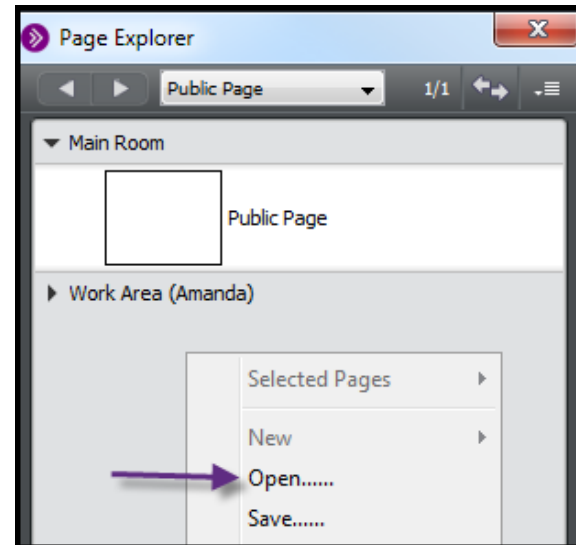 Page Explorer
Public Page 1/1
Main Room
Public Page
Work Area (Amanda)
Selected Pages
New
Open......
Save......